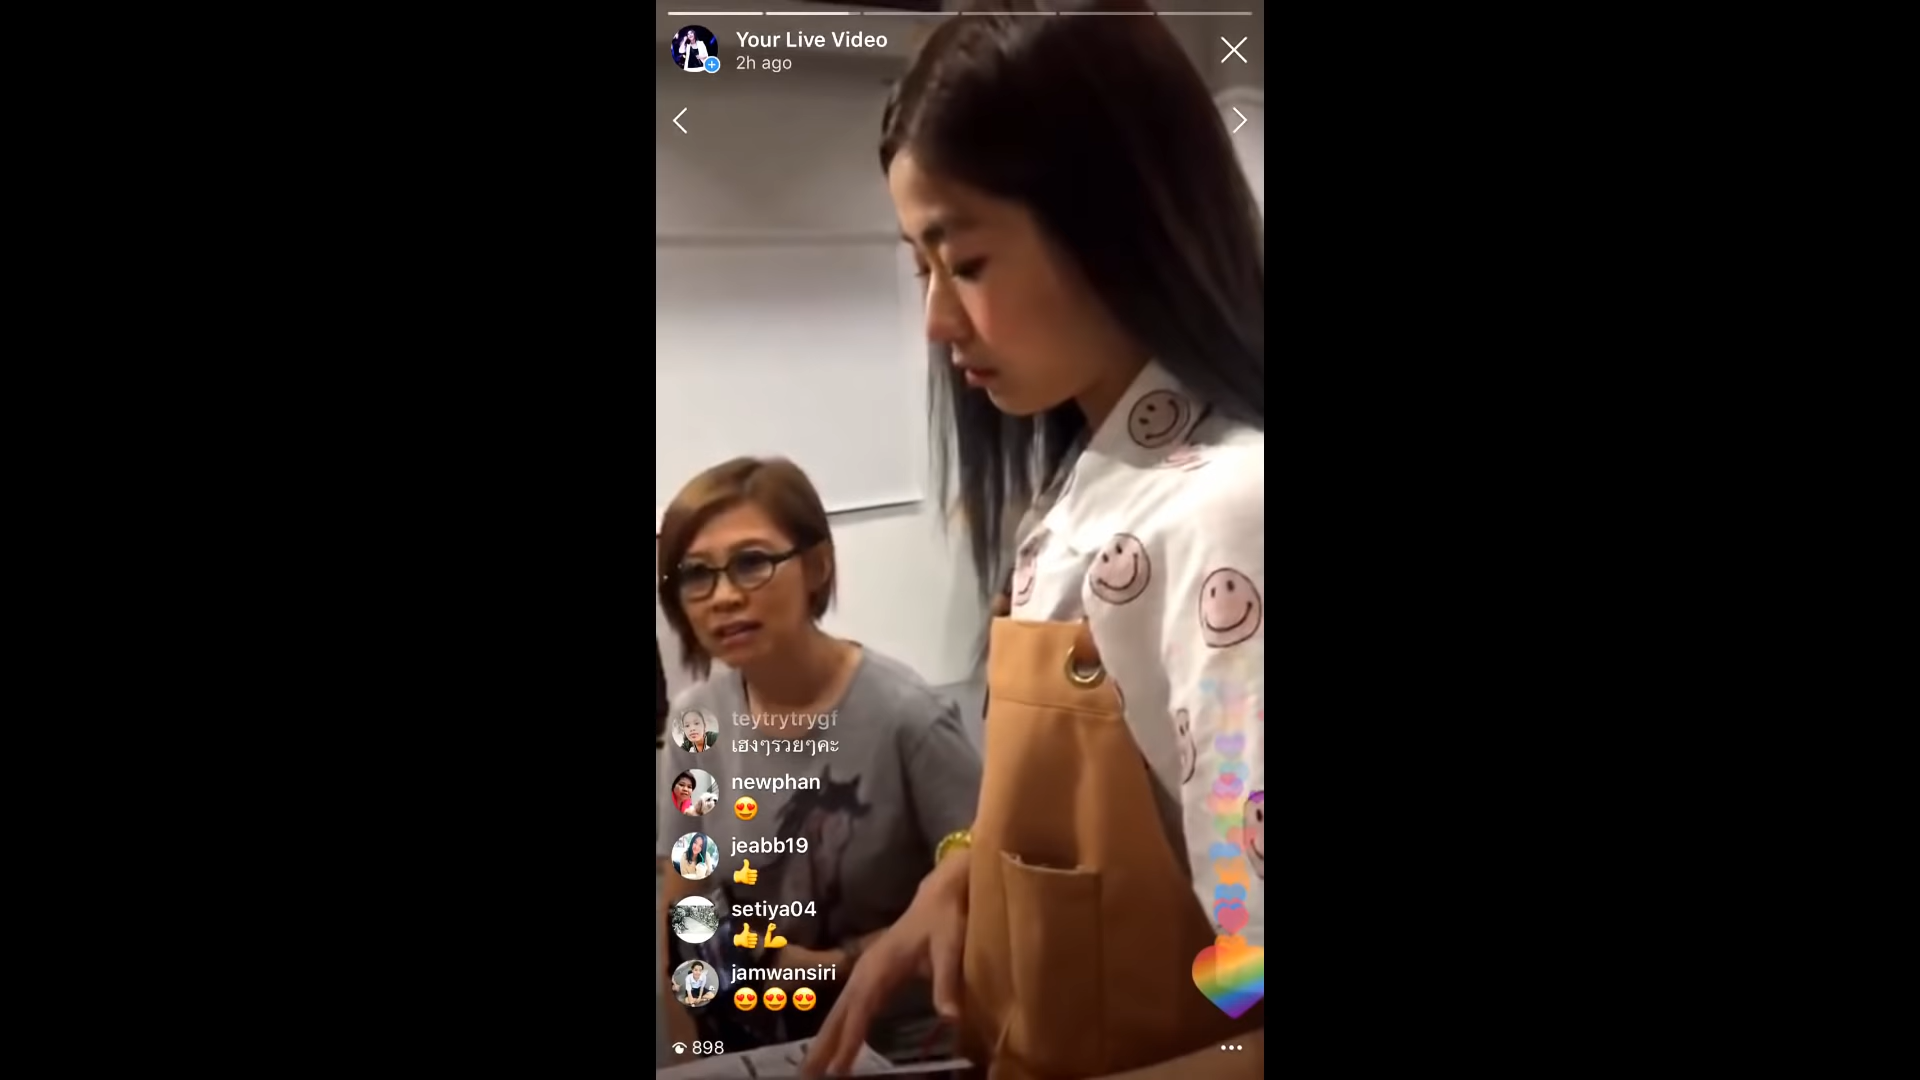 Your Live Video
2h ago
teytrytrygf
เฮงๆรวยๆคะ
newphan
😍
jeabb19
👍
setiya04
👍💪
jamwansiri
😍😍😍
898